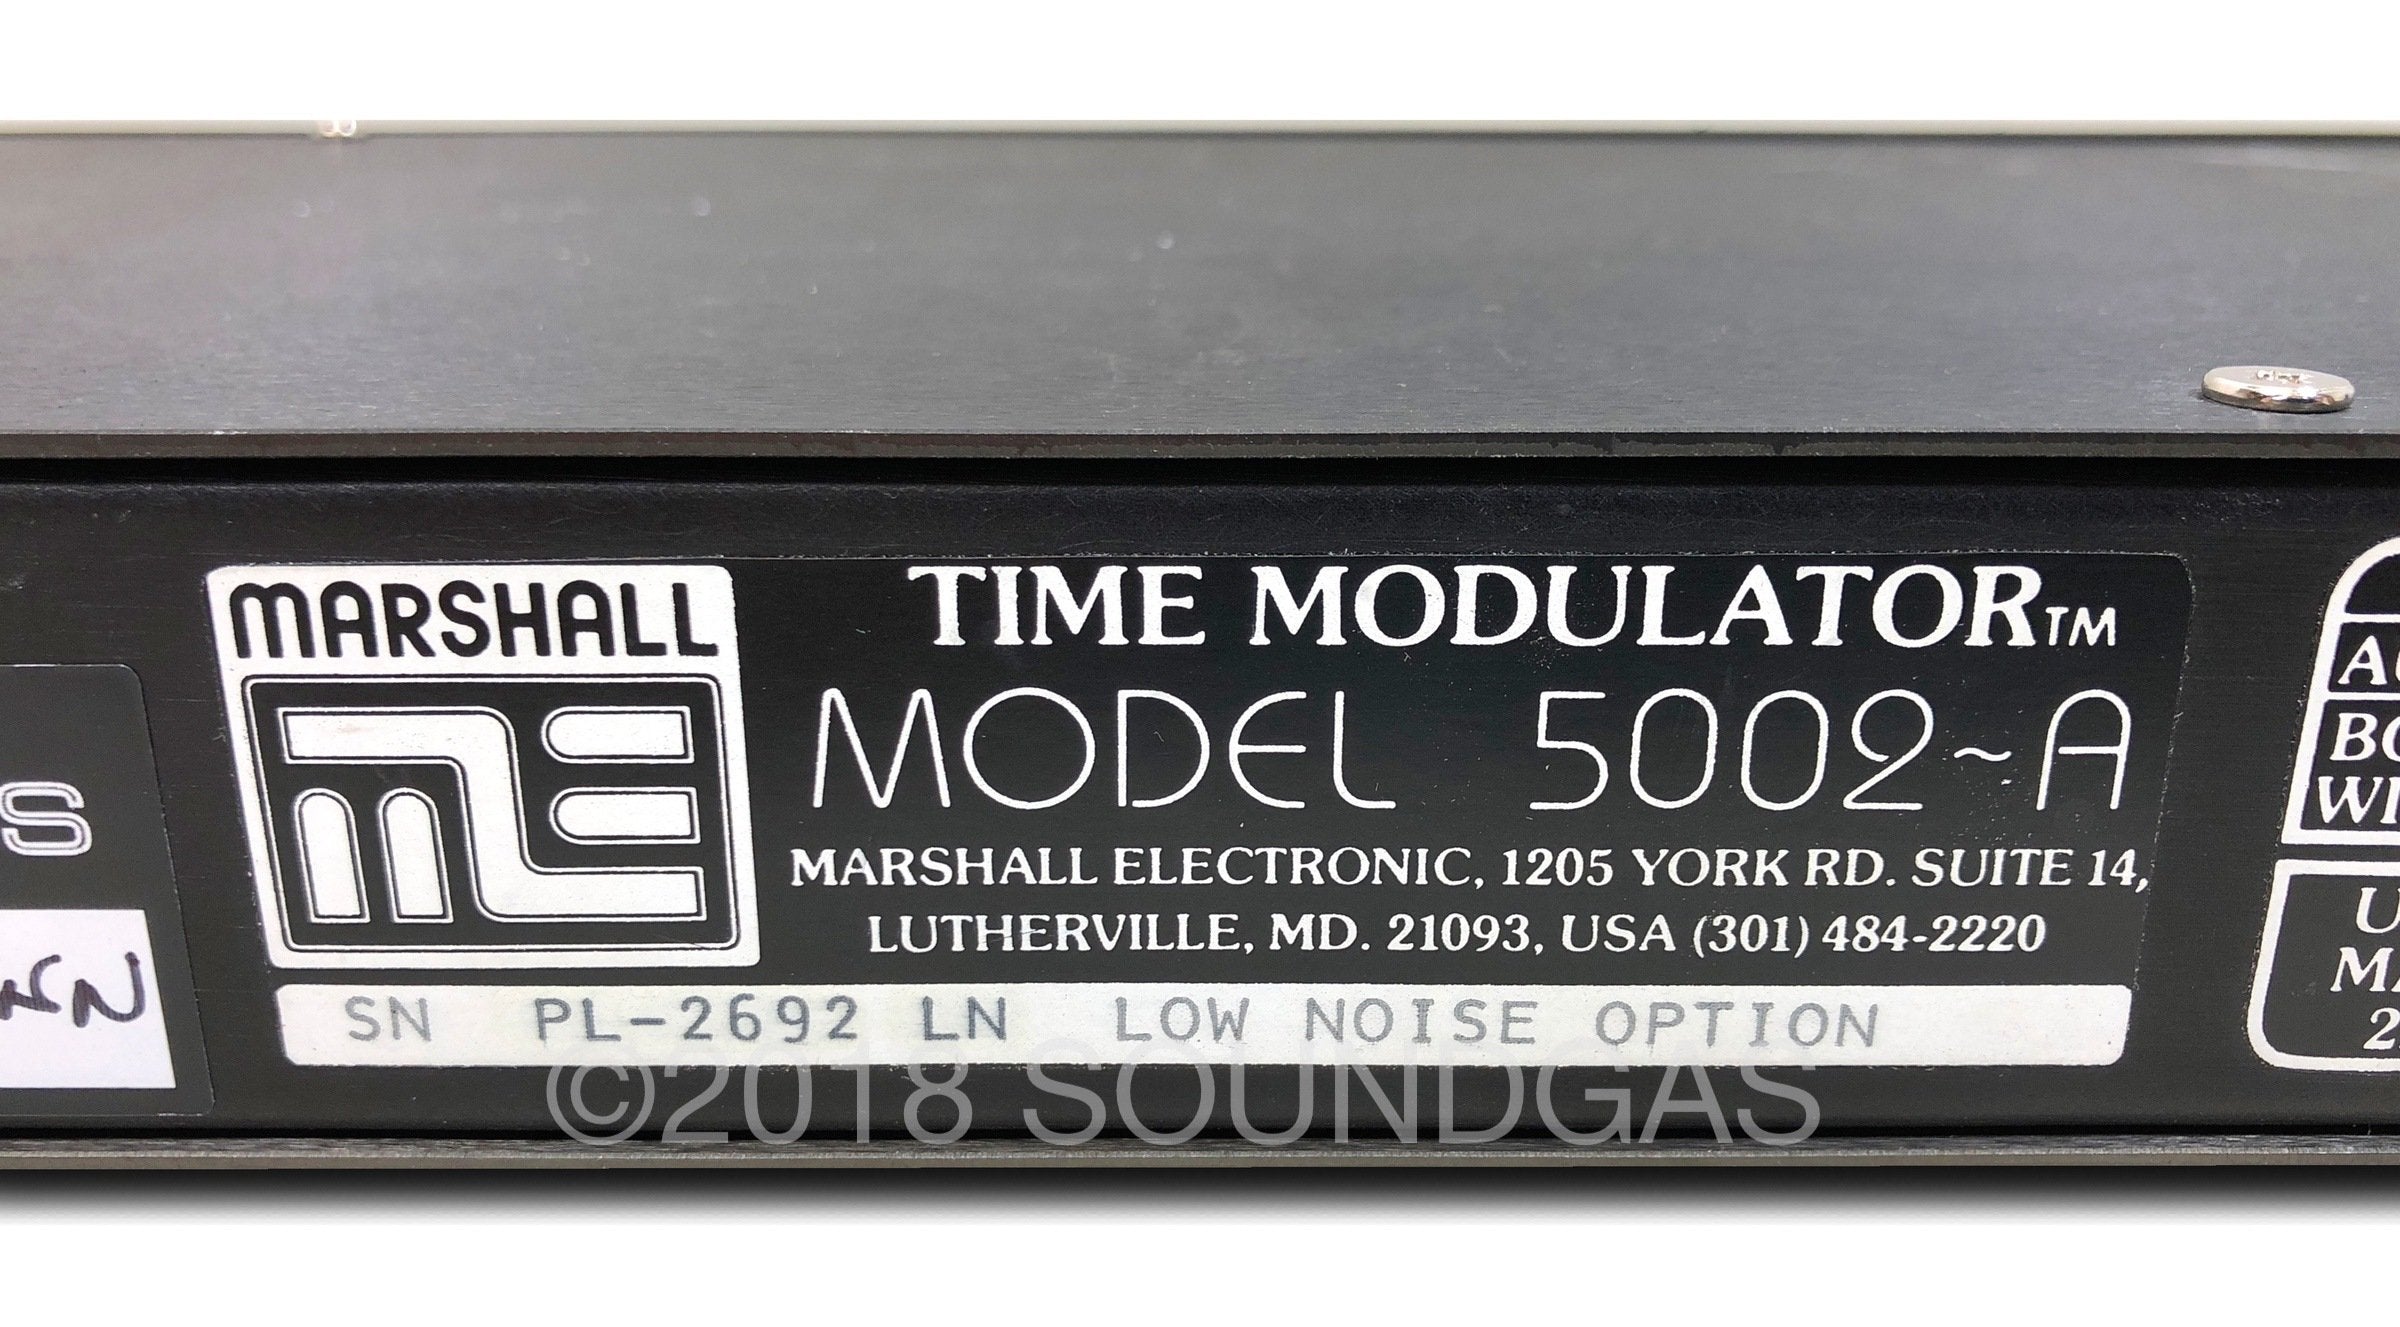 MARSHALL
TIME MODULATOR™
MODEL 5002~A
MARSHALL ELECTRONIC, 1205 YORK RD. SUITE 14,
LUTHERVILLE, MD. 21093, USA (301) 484-2220
SN PL-2692 LN LOW NOISE OPTION
©2018 SOUNDGAS
S